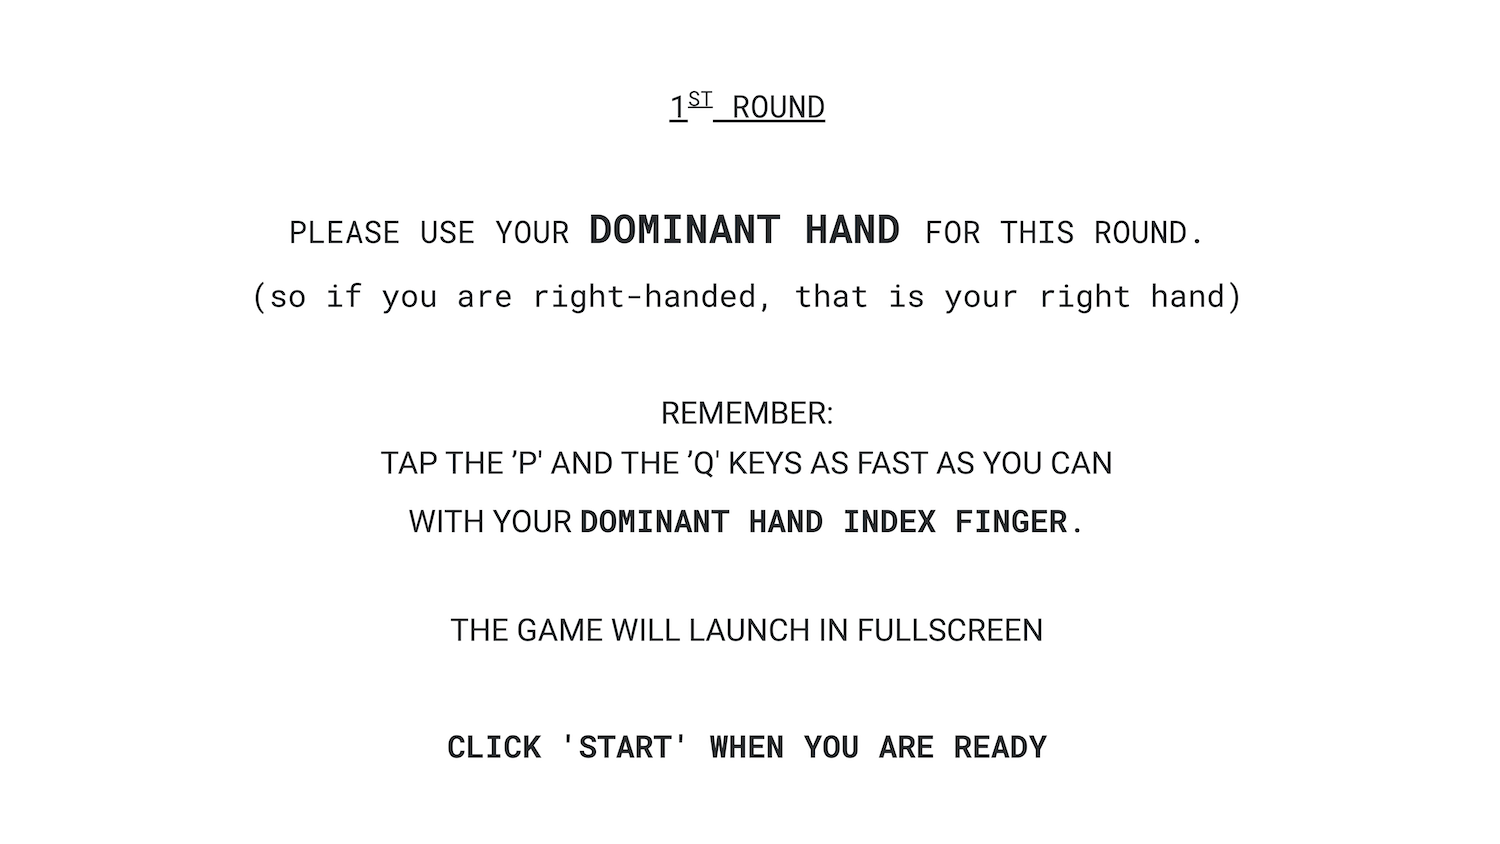 1ST ROUND
PLEASE USE YOUR DOMINANT HAND FOR THIS ROUND.
(so if you are right-handed, that is your right hand)
REMEMBER:
TAP THE ’P' AND THE ’Q' KEYS AS FAST AS YOU CAN
WITH YOUR DOMINANT HAND INDEX FINGER.
THE GAME WILL LAUNCH IN FULLSCREEN
CLICK 'START' WHEN YOU ARE READY